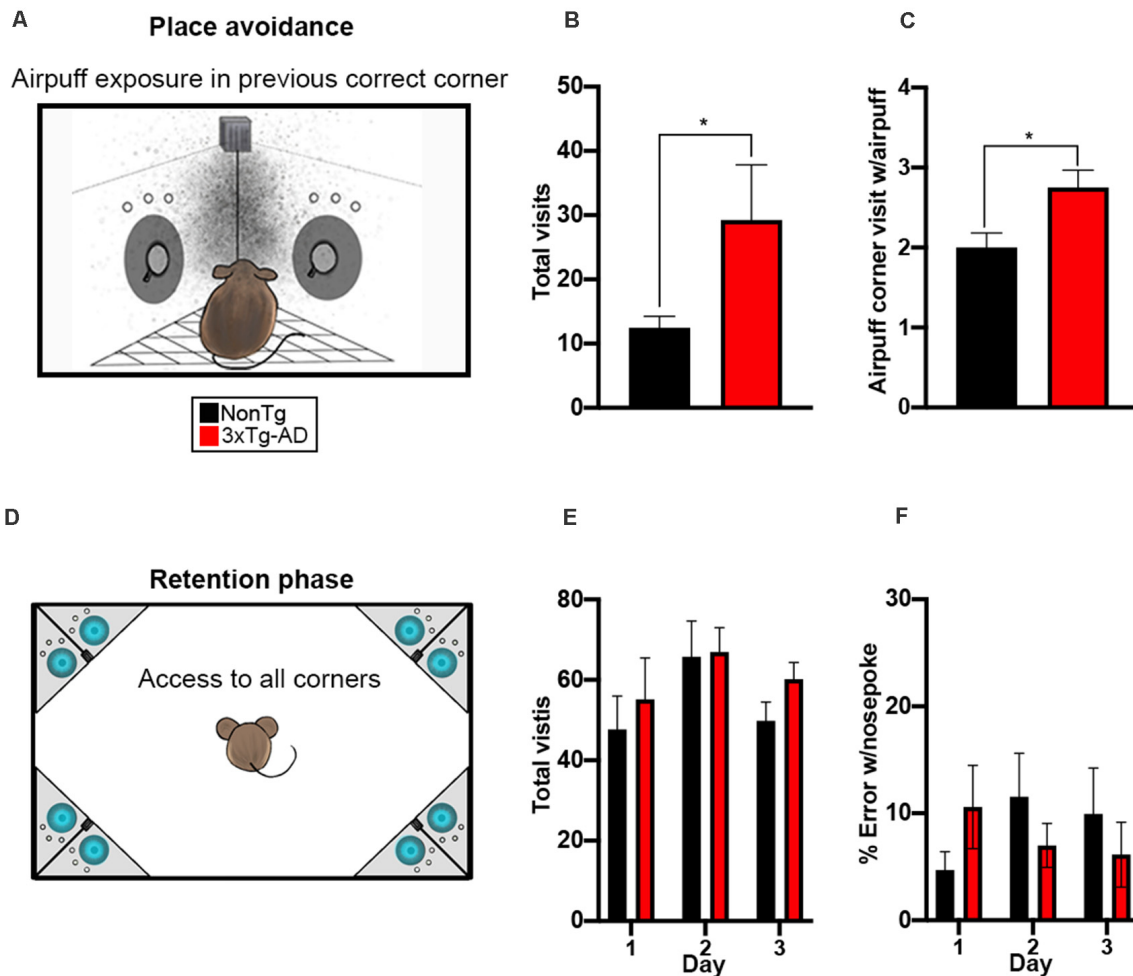 A
Place avoidance
Airpuff exposure in previous correct corner
NonTg
3xTg-AD
B
Total visits
50
40
30
20
10
0
*
C
Airpuff corner visit w/airpuff
4
3
2
1
0
*
D
Retention phase
Access to all corners
E
Total vistis
80
60
40
20
0
1 2 3
Day
F
% Error w/nosepoke
30
20
10
0
1 2 3
Day